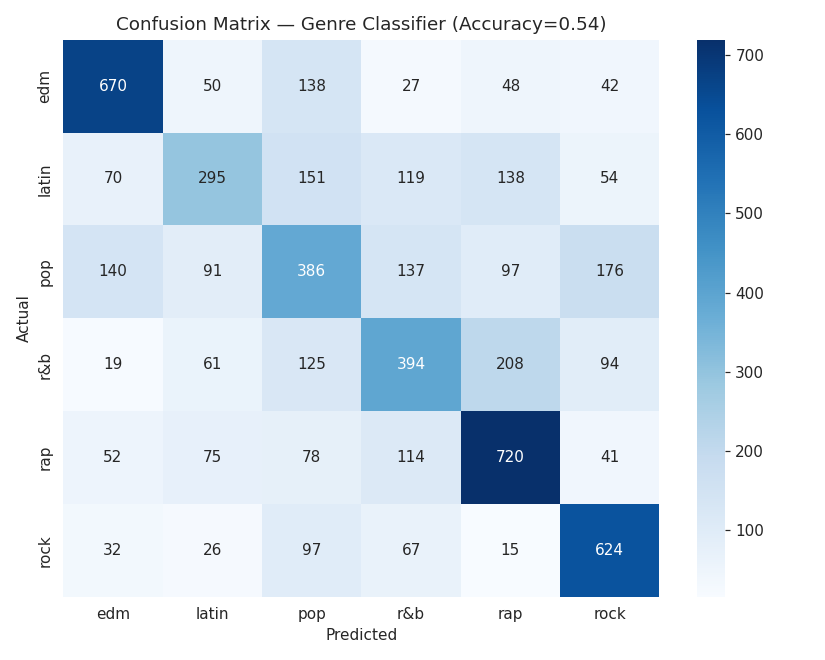 Confusion Matrix — Genre Classifier (Accuracy=0.54)
Actual
edm 670 50 138 27 48 42
latin 70 295 151 119 138 54
pop 140 91 386 137 97 176
r&b 19 61 125 394 208 94
rap 52 75 78 114 720 41
rock 32 26 97 67 15 624
edm latin pop r&b rap rock
Predicted
700
600
500
400
300
200
100